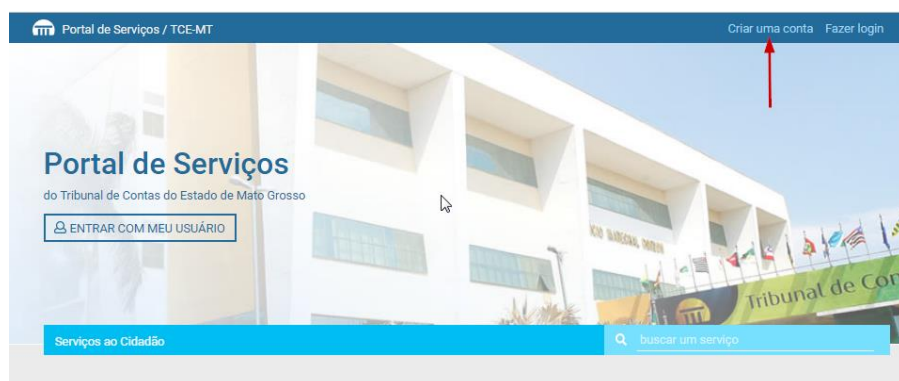 Portal de Serviços / TCE-MT
Criar uma conta Fazer login
Portal de Serviços
do Tribunal de Contas do Estado de Mato Grosso
ENTRAR COM MEU USUÁRIO
Tribunal de Con
Serviços ao Cidadão
buscar um serviço